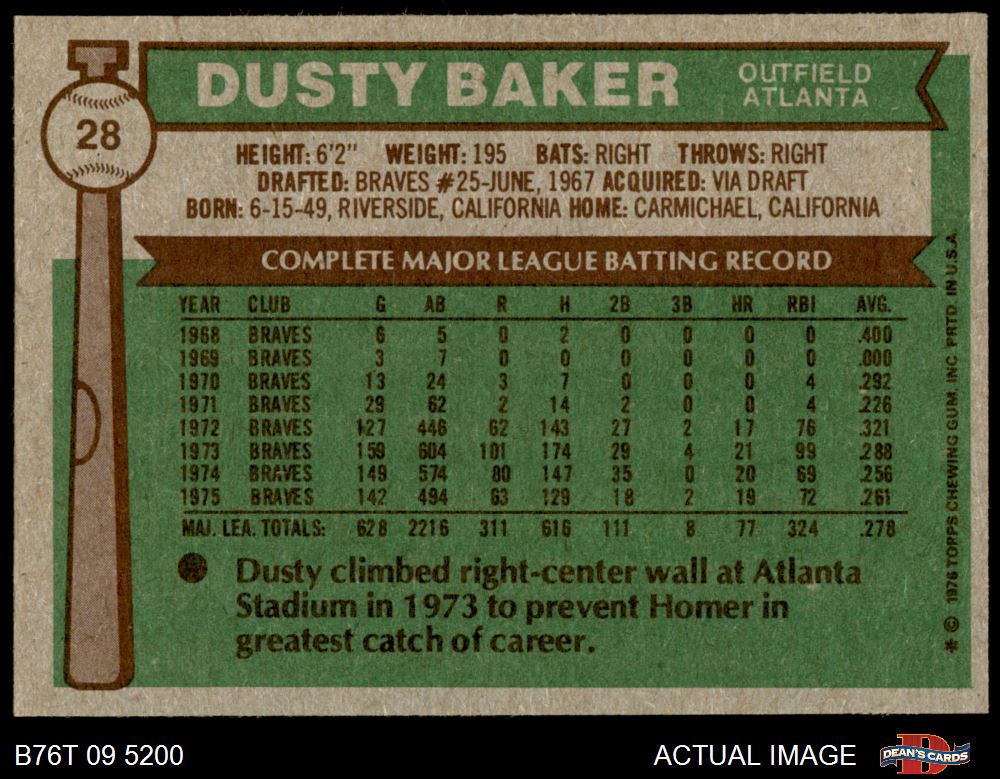 28
DUSTY BAKER
OUTFIELD
ATLANTA
HEIGHT: 6'2" WEIGHT: 195 BATS: RIGHT THROWS: RIGHT
DRAFTED: BRAVES #25-JUNE, 1967 ACQUIRED: VIA DRAFT
BORN: 6-15-49, RIVERSIDE, CALIFORNIA HOME: CARMICHAEL, CALIFORNIA
COMPLETE MAJOR LEAGUE BATTING RECORD
YEAR CLUB G AB R H 2B 3B HR RBI AVG.
1968 BRAVES 6 5 0 2 0 0 0 0 .400
1969 BRAVES 3 7 0 0 0 0 0 0 .000
1970 BRAVES 13 24 3 7 0 0 0 4 .292
1971 BRAVES 29 62 2 14 2 0 0 4 .226
1972 BRAVES 127 446 62 143 27 2 17 76 .321
1973 BRAVES 159 604 101 174 29 4 21 99 .288
1974 BRAVES 149 574 80 147 35 0 20 69 .256
1975 BRAVES 142 494 63 129 18 2 19 72 .261
MAJ. LEA. TOTALS: 628 2216 311 616 111 8 77 324 .278
Dusty climbed right-center wall at Atlanta
Stadium in 1973 to prevent Homer in
greatest catch of career.
* © 1976 TOPPS CHEWING GUM, INC PRTD IN U.S.A.
B76T 09 5200
ACTUAL IMAGE
DEAN'S CARDS